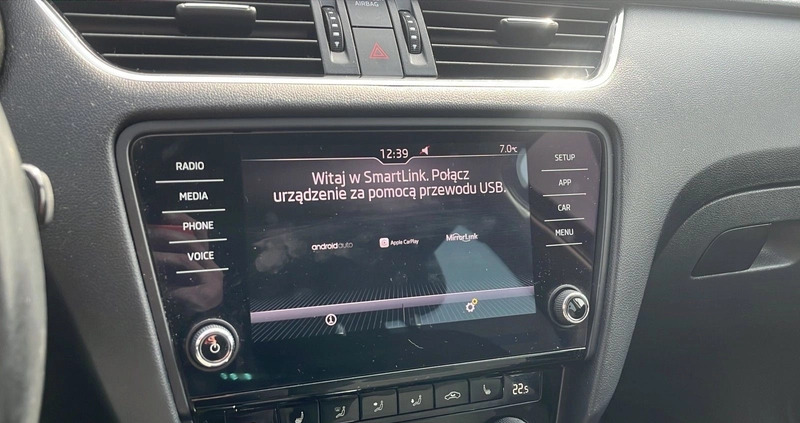 AIRBAG
12:39
7.0°C
Witaj w SmartLink. Połącz
urządzenie za pomocą przewodu USB.
androidauto
Apple CarPlay
MirrorLink
RADIO
MEDIA
PHONE
VOICE
SETUP
APP
CAR
MENU
22.5